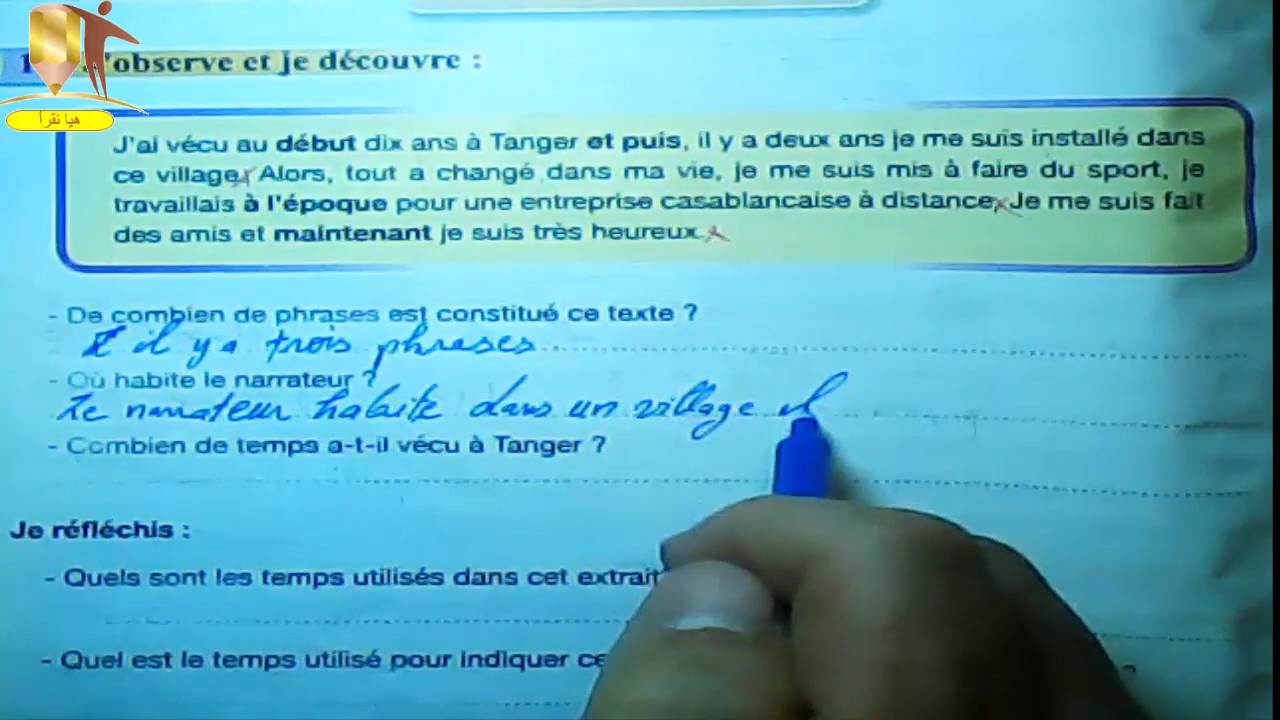 هيا نقرأ
1 'observe et je découvre :
J'ai vécu au début dix ans à Tanger et puis, il y a deux ans je me suis installé dans
ce village. Alors, tout a changé dans ma vie, je me suis mis à faire du sport, je
travaillais à l'époque pour une entreprise casablancaise à distance. Je me suis fait
des amis et maintenant je suis très heureux.
- De combien de phrases est constitué ce texte ?
il y a trois phrases
- Où habite le narrateur ?
Le narrateur habite dans un village
- Combien de temps a-t-il vécu à Tanger ?
Je réfléchis :
- Quels sont les temps utilisés dans cet extrait
- Quel est le temps utilisé pour indiquer ce ?